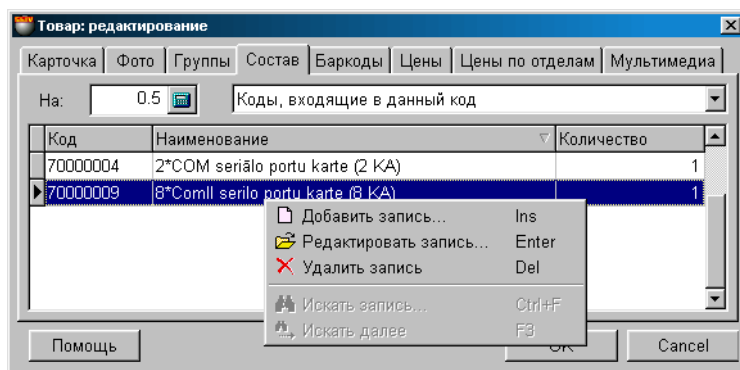 Товар: редактирование
Карточка Фото Группы Состав Баркоды Цены Цены по отделам Мультимедиа
На: 0.5 Коды, входящие в данный код
Код Наименование Количество
70000004 2*COM seriālo portu karte (2 KA) 1
70000009 8*ComII serilo portu karte (8 KA) 1
Добавить запись... Ins
Редактировать запись... Enter
Удалить запись Del
Искать запись... Ctrl+F
Искать далее F3
Помощь OK Cancel